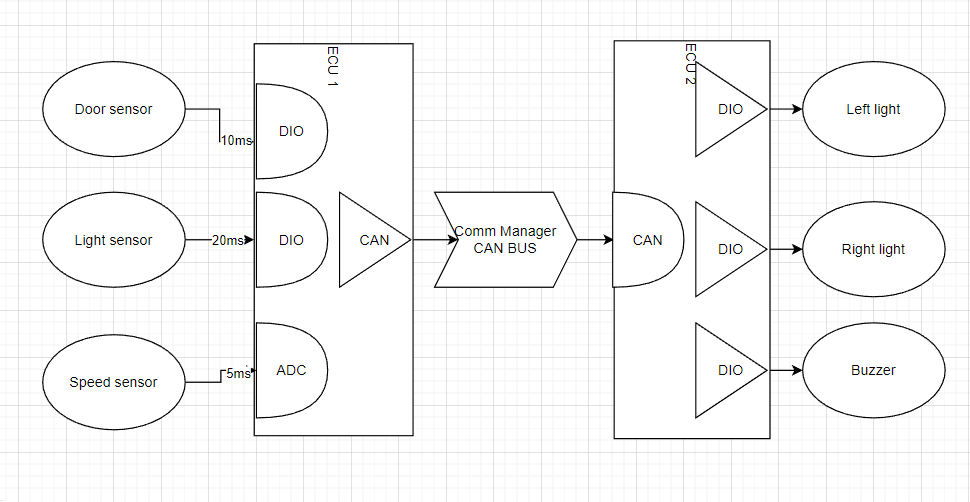 ECU 1
ECU 2
Door sensor
10ms
DIO
DIO
Left light
Light sensor
20ms
DIO
CAN
Comm Manager
CAN BUS
CAN
DIO
Right light
Speed sensor
5ms
ADC
DIO
Buzzer